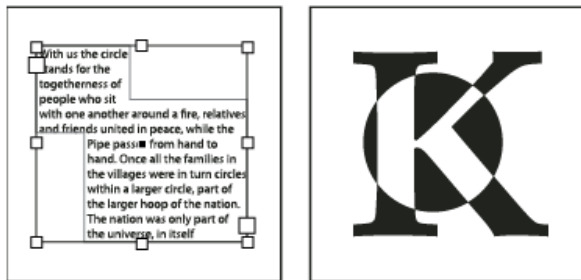 With us the circle
stands for the
togetherness of
people who sit
with one another around a fire, relatives
and friends united in peace, while the
Pipe passes from hand to
hand. Once all the families in
the villages were in turn circles
within a larger circle, part of
the larger hoop of the nation.
The nation was only part of
the universe, in itself
K